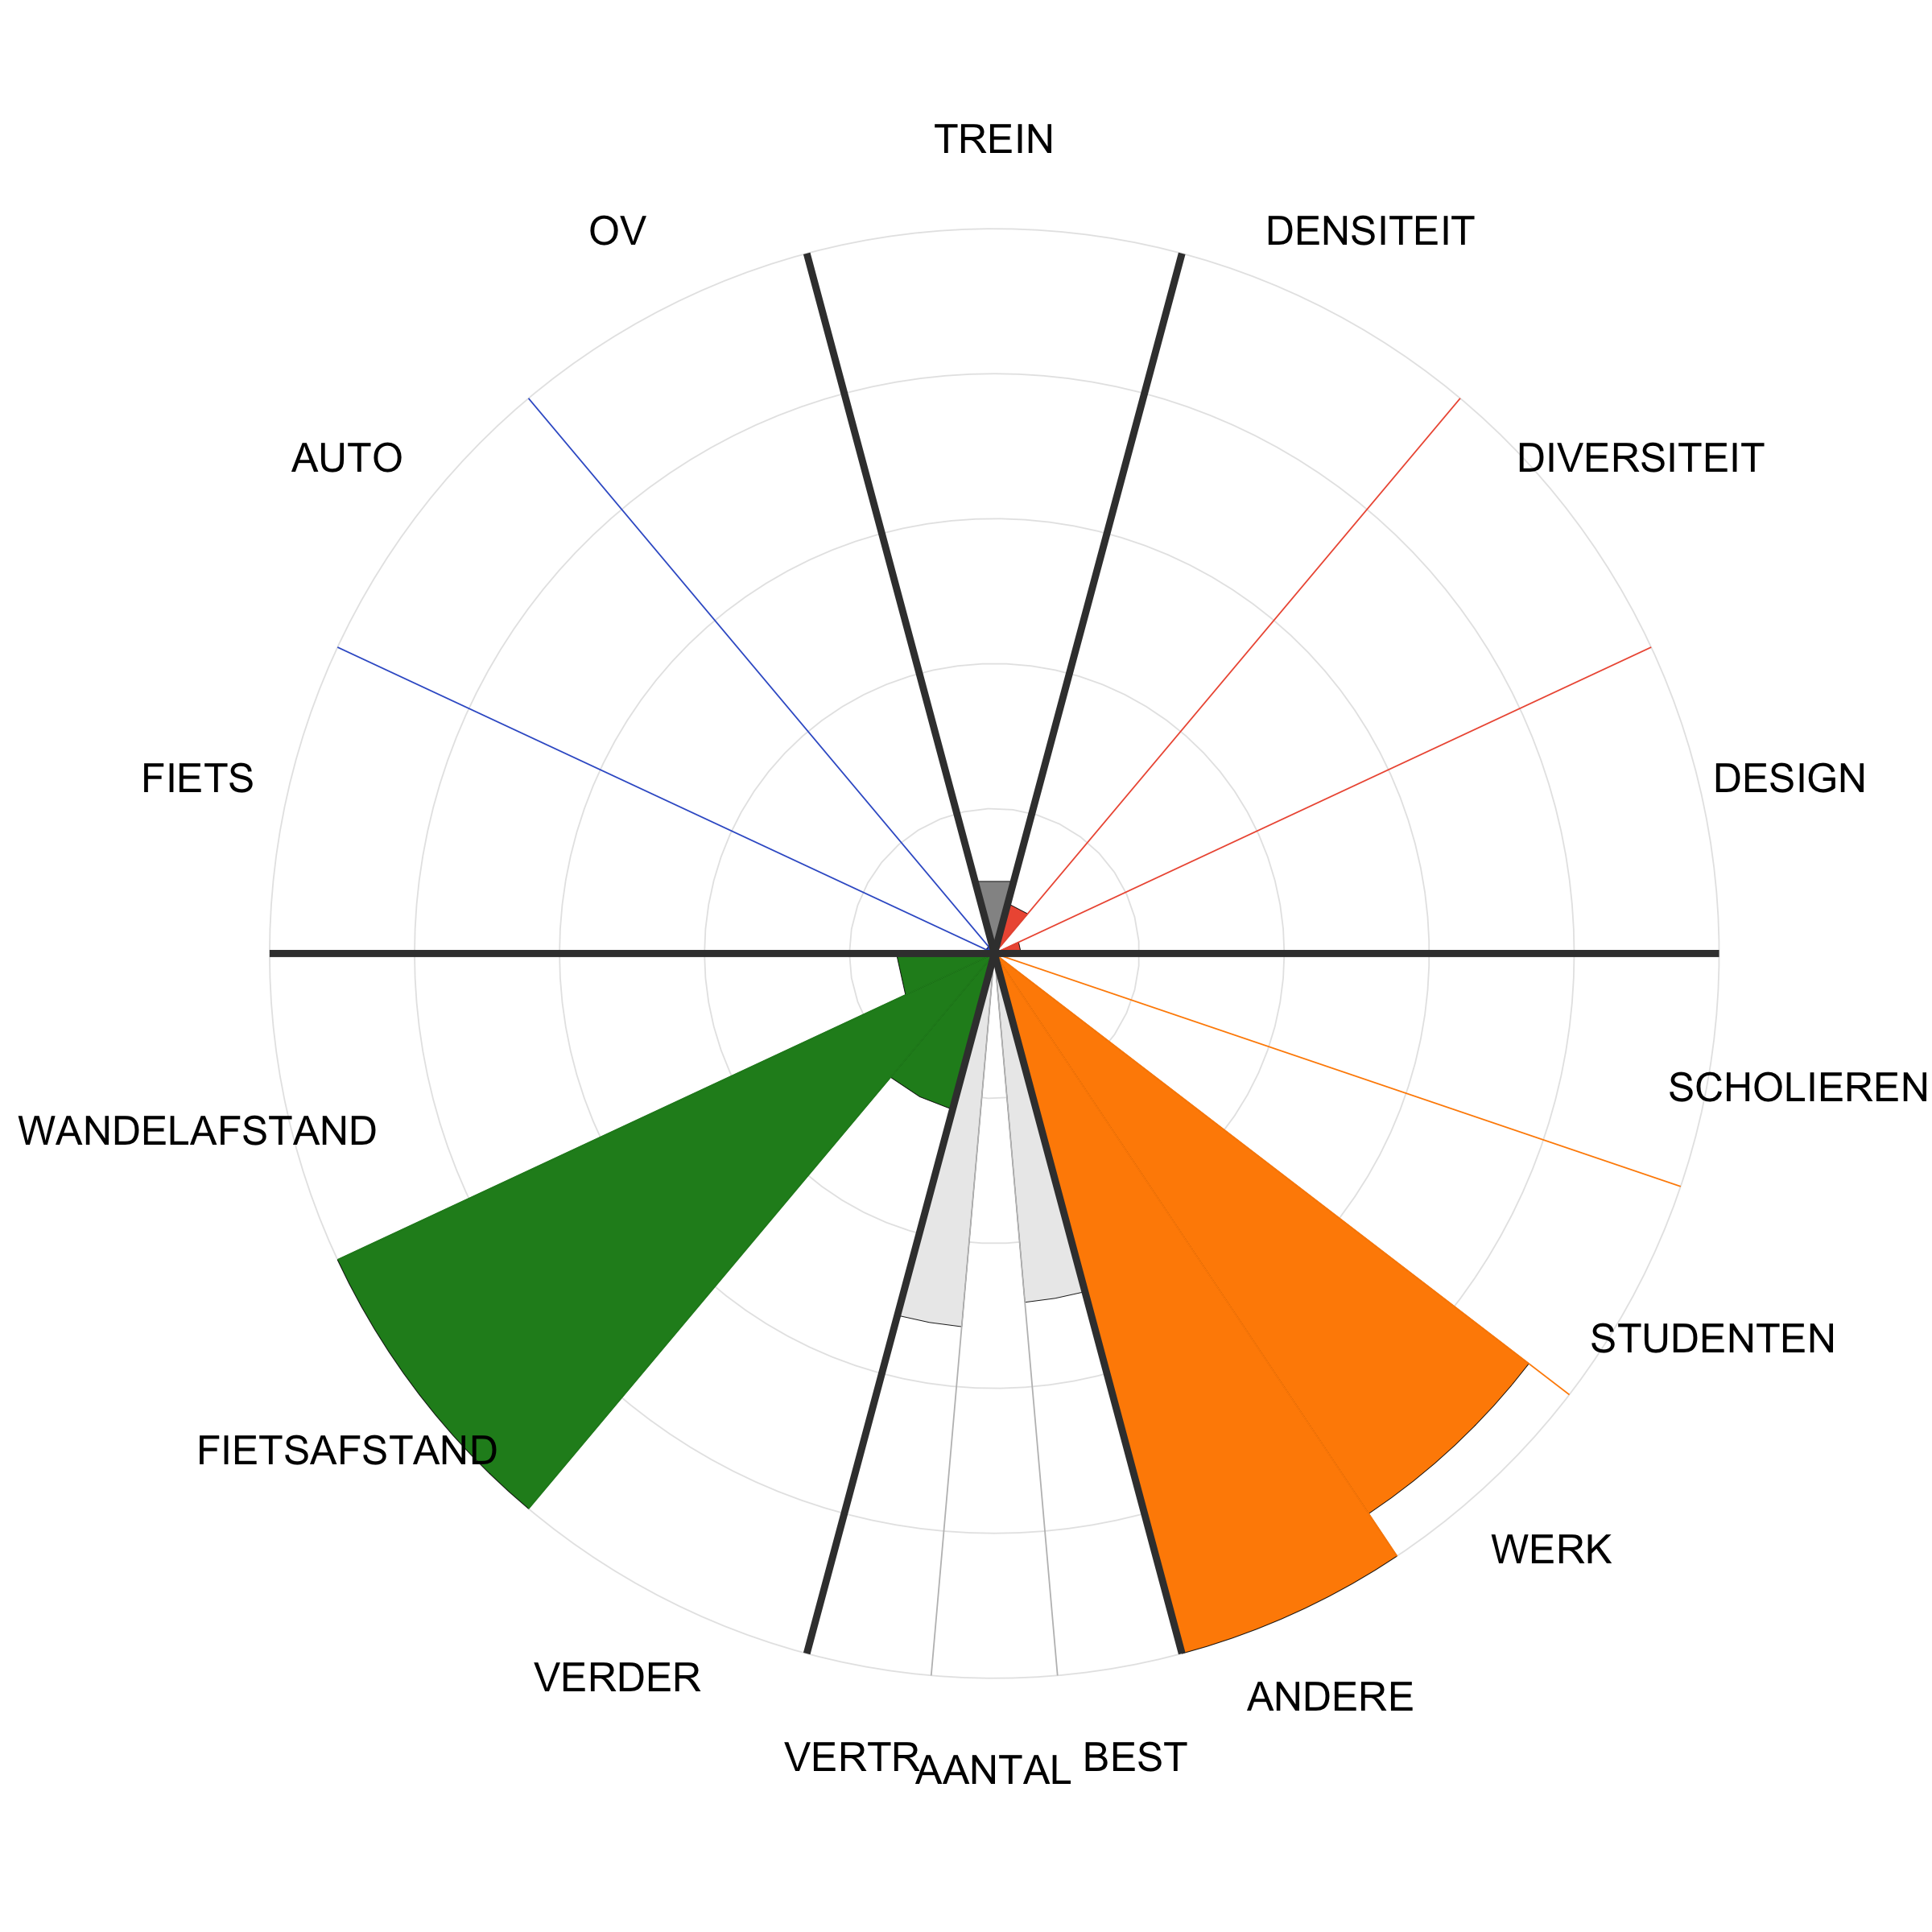 TREIN
OV
DENSITEIT
AUTO
DIVERSITEIT
FIETS
DESIGN
SCHOLIEREN
WANDELAFSTAND
STUDENTEN
FIETSAFSTAND
WERK
VERDER
ANDERE
VERTR
AANTAL
BEST